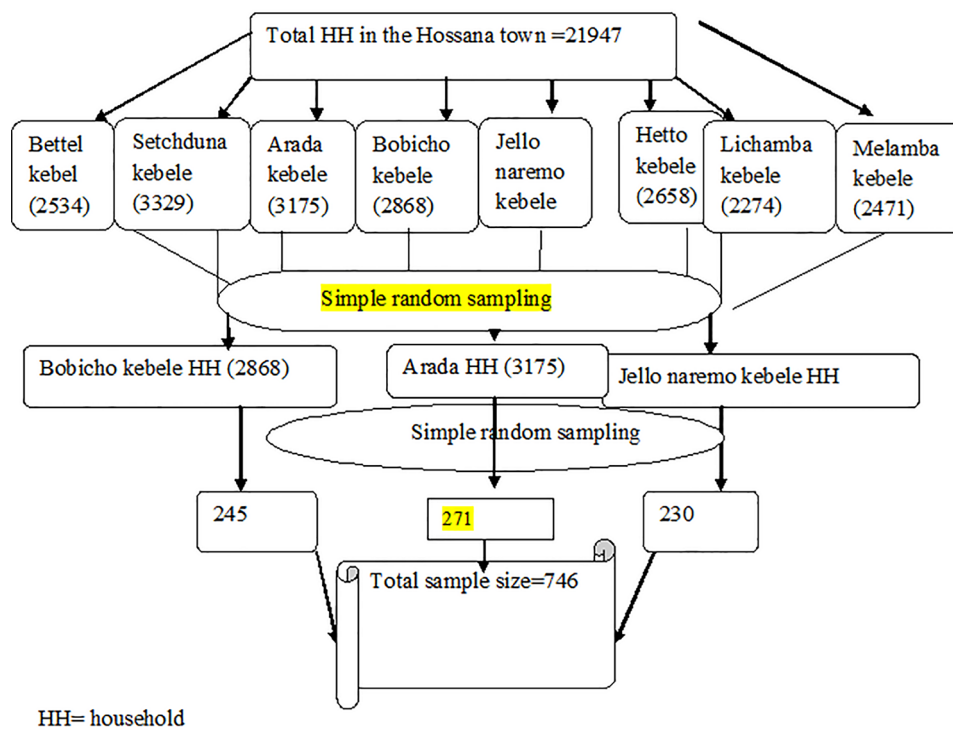 Total HH in the Hossana town =21947
Bettel
kebel
(2534)
Setchduna
kebele
(3329)
Arada
kebele
(3175)
Bobicho
kebele
(2868)
Jello
naremo
kebele
Hetto
kebele
(2658)
Lichamba
kebele
(2274)
Melamba
kebele
(2471)
Simple random sampling
Bobicho kebele HH (2868)
Arada HH (3175)
Jello naremo kebele HH
Simple random sampling
245
271
230
Total sample size=746
HH= household